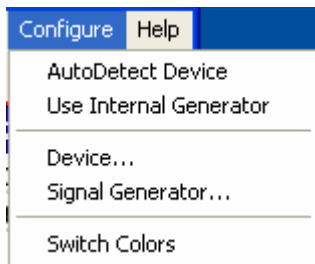 Configure Help
AutoDetect Device
Use Internal Generator
Device...
Signal Generator...
Switch Colors